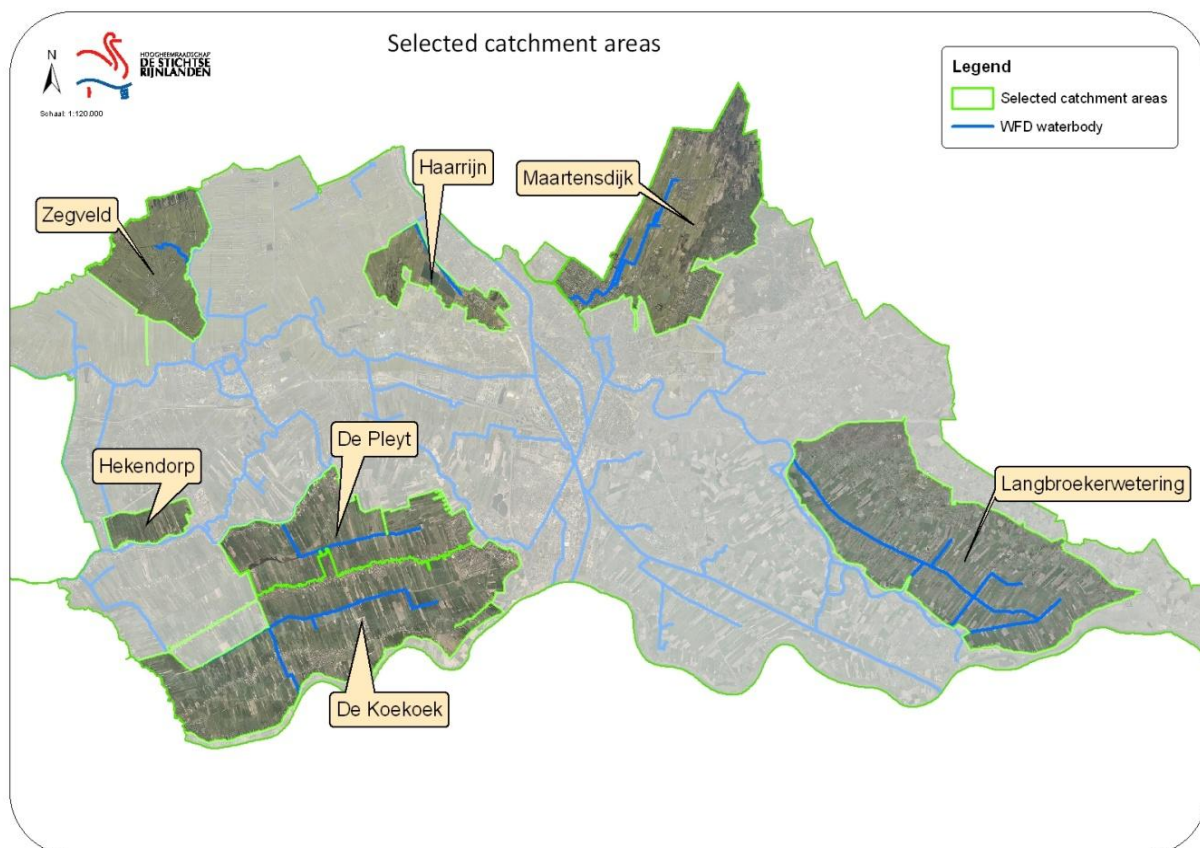 Selected catchment areas
N
HOOGHEEMRAADSCHAP
DE STICHTSE
RIJNLANDEN
Schaal: 1:120.000
Legend
Selected catchment areas
WFD waterbody
Haarrijn
Maartensdijk
Zegveld
De Pleyt
Hekendorp
Langbroekerwetering
De Koekoek